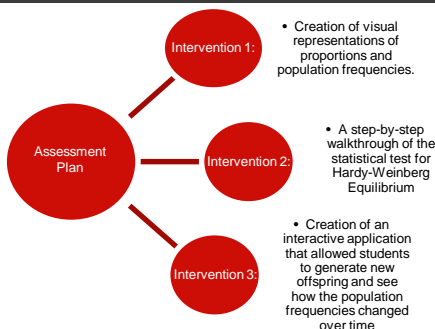 Intervention 1:
• Creation of visual
representations of
proportions and
population frequencies.
Assessment
Plan
Intervention 2:
• A step-by-step
walkthrough of the
statistical test for
Hardy-Weinberg
Equilibrium
Intervention 3:
• Creation of an
interactive application
that allowed students
to generate new
offspring and see
how the population
frequencies changed
over time